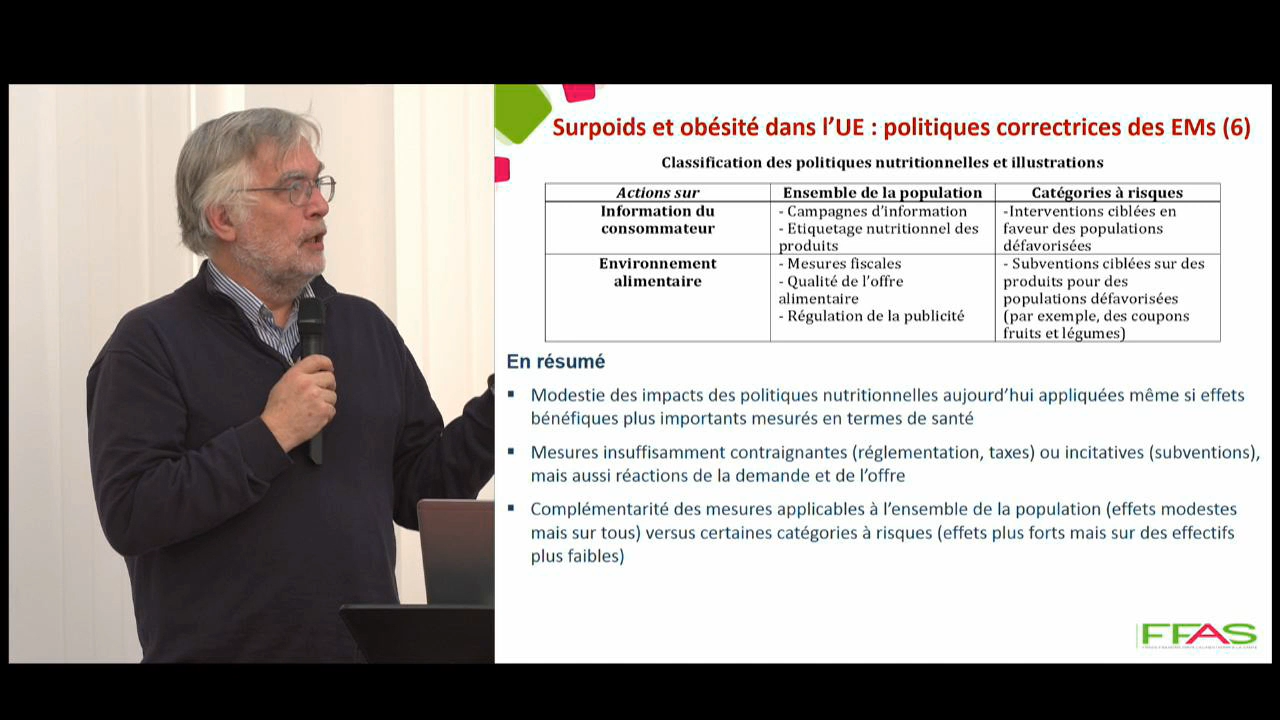 Surpoids et obésité dans l'UE : politiques correctrices des EMs (6)
Classification des politiques nutritionnelles et illustrations
Actions sur
Ensemble de la population
Catégories à risques
Information du
consommateur
- Campagnes d'information
- Etiquetage nutritionnel des
produits
-Interventions ciblées en
faveur des populations
défavorisées
Environnement
alimentaire
- Mesures fiscales
- Qualité de l'offre
alimentaire
- Régulation de la publicité
- Subventions ciblées sur des
produits pour des
populations défavorisées
(par exemple, des coupons
fruits et légumes)
En résumé
▪ Modestie des impacts des politiques nutritionnelles aujourd'hui appliquées même si effets
bénéfiques plus importants mesurés en termes de santé
▪ Mesures insuffisamment contraignantes (réglementation, taxes) ou incitatives (subventions),
mais aussi réactions de la demande et de l'offre
▪ Complémentarité des mesures applicables à l'ensemble de la population (effets modestes
mais sur tous) versus certaines catégories à risques (effets plus forts mais sur des effectifs
plus faibles)
FFAS